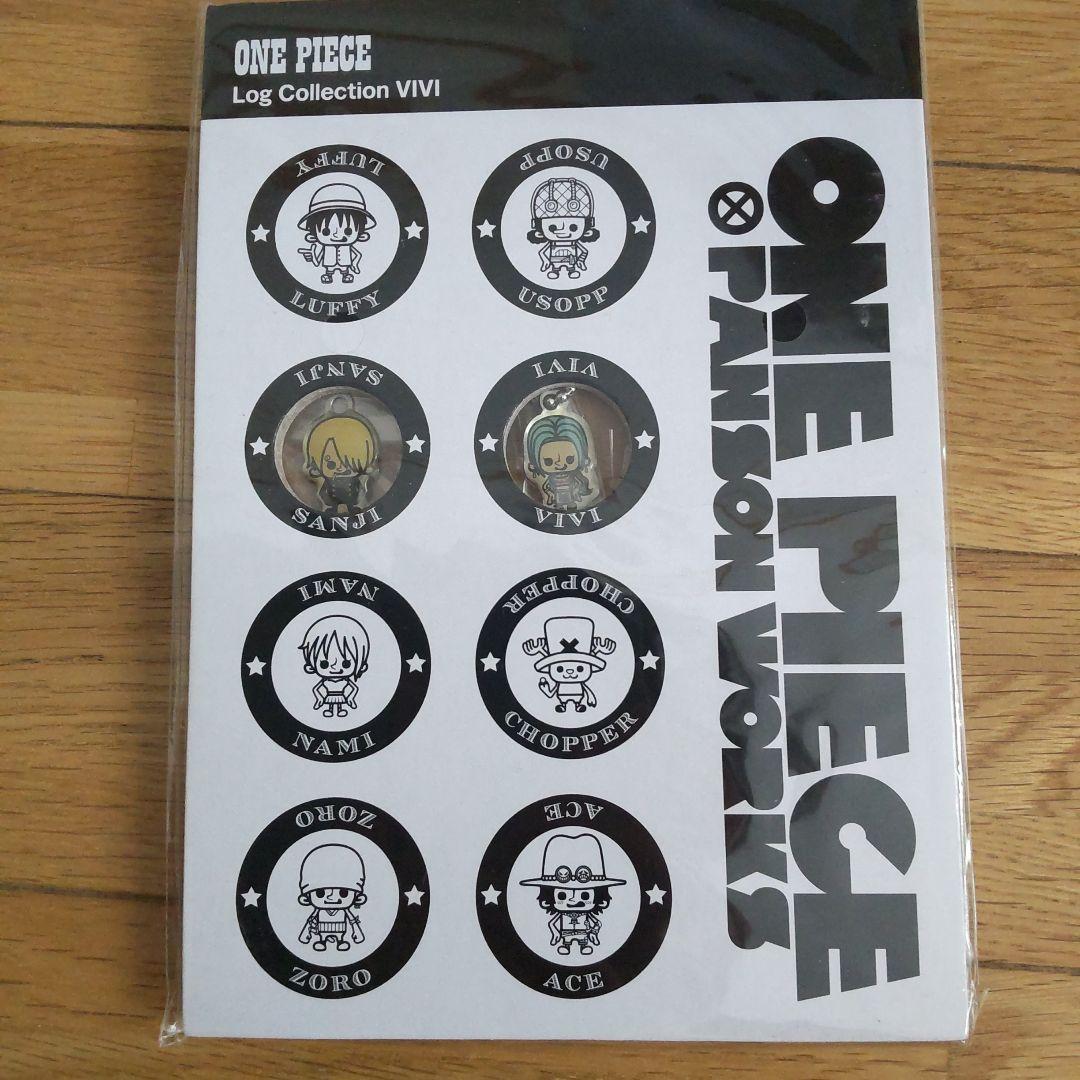 ONE PIECE
Log Collection VIVI
LUFFY
LUFFY
USOPP
USOPP
SANJI
SANJI
VIVI
VIVI
NAMI
NAMI
CHOPPER
CHOPPER
ZORO
ZORO
ACE
ACE
ONE PIECE
PANSON WORKS